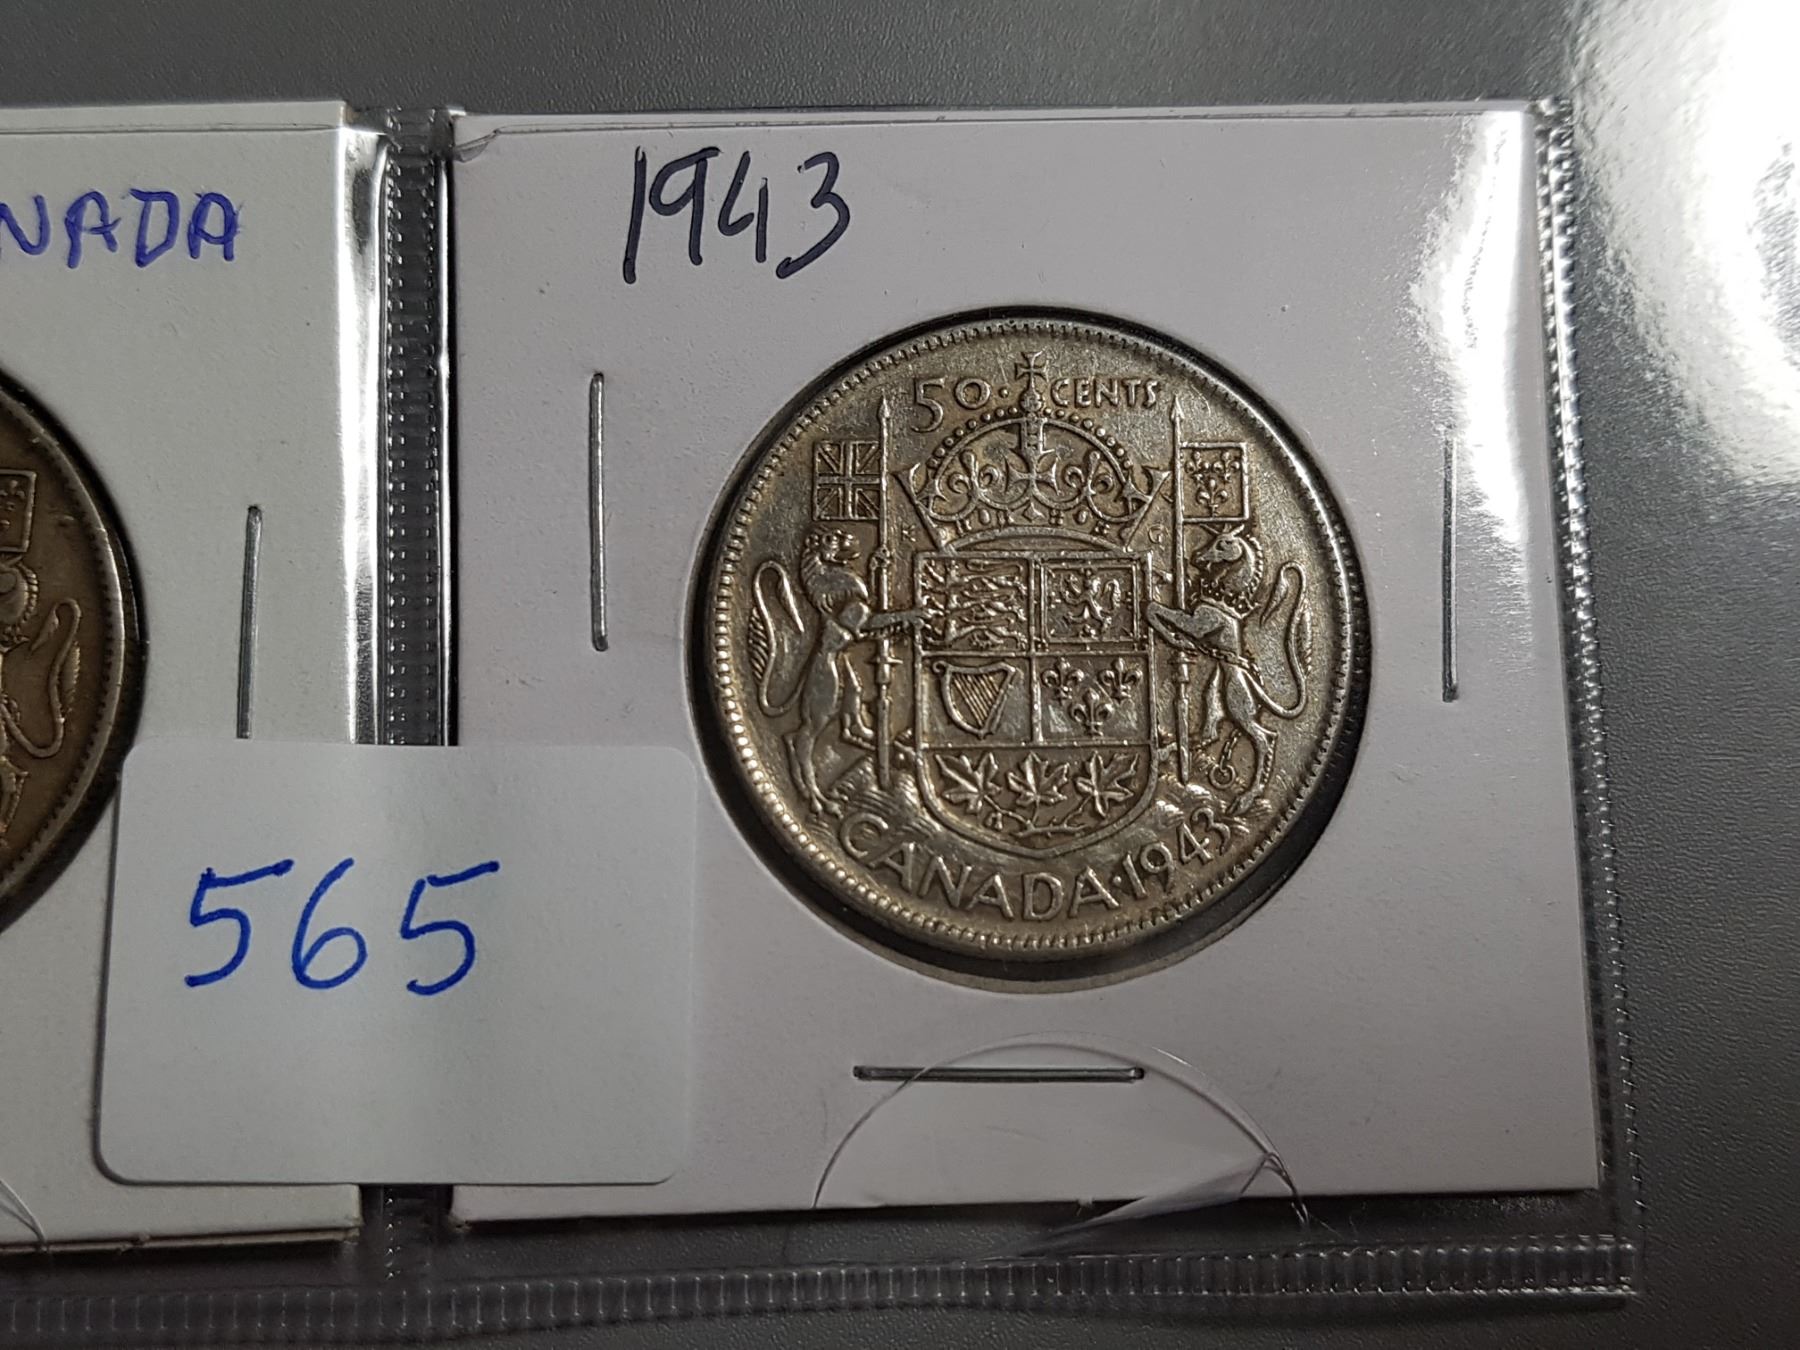 NADA
1943
50 · CENTS
K G
CANADA · 1943
565